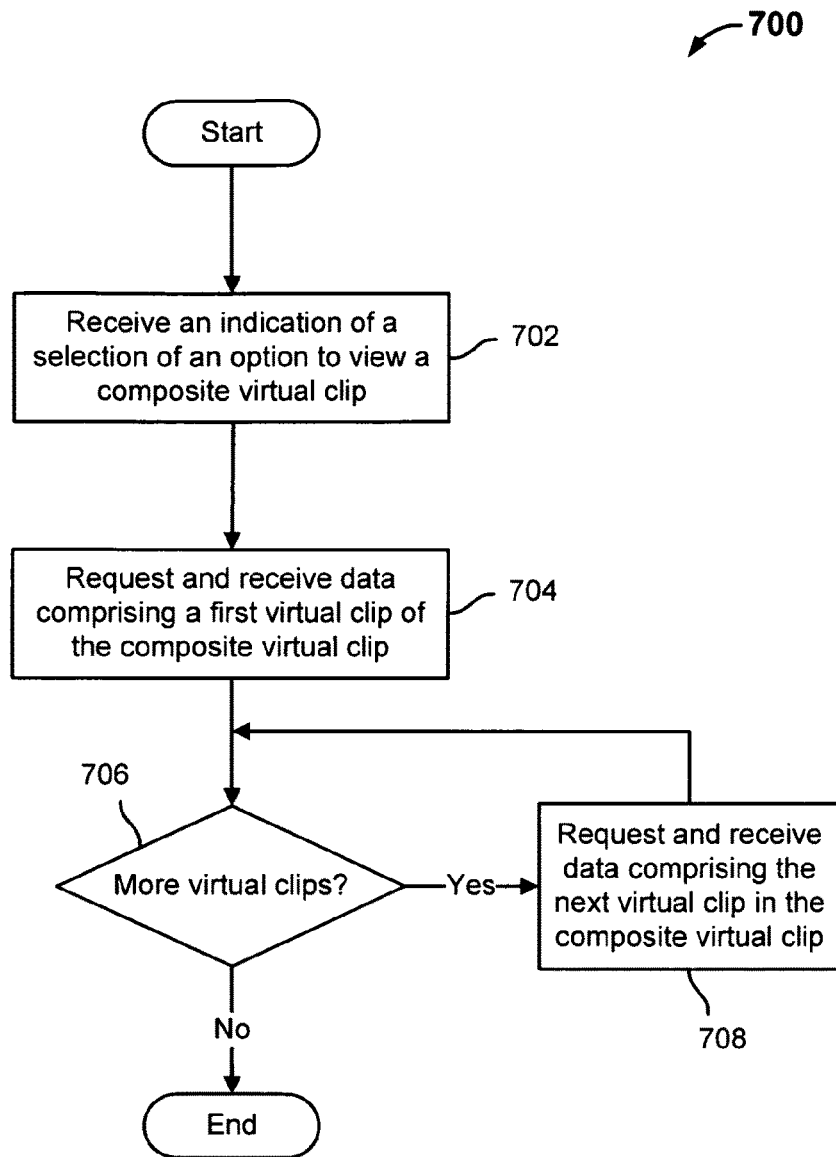 700
Start
Receive an indication of a
selection of an option to view a
composite virtual clip
702
Request and receive data
comprising a first virtual clip of
the composite virtual clip
704
706
More virtual clips?
Yes
Request and receive
data comprising the
next virtual clip in the
composite virtual clip
708
No
End